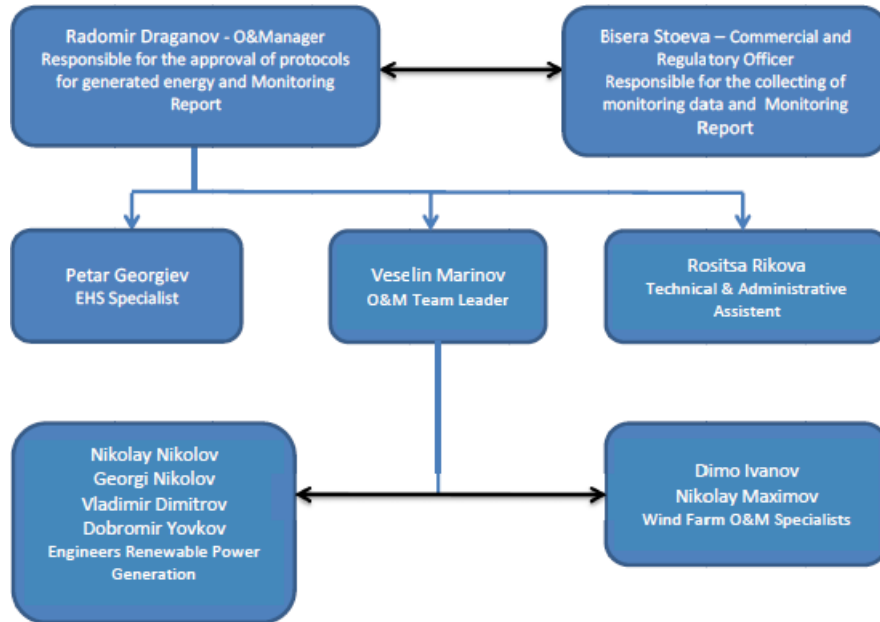 Radomir Draganov - O&Manager
Responsible for the approval of protocols
for generated energy and Monitoring
Report
Bisera Stoeva – Commercial and
Regulatory Officer
Responsible for the collecting of
monitoring data and Monitoring
Report
Petar Georgiev
EHS Specialist
Veselin Marinov
O&M Team Leader
Rositsa Rikova
Technical & Administrative
Assistent
Nikolay Nikolov
Georgi Nikolov
Vladimir Dimitrov
Dobromir Yovkov
Engineers Renewable Power
Generation
Dimo Ivanov
Nikolay Maximov
Wind Farm O&M Specialists